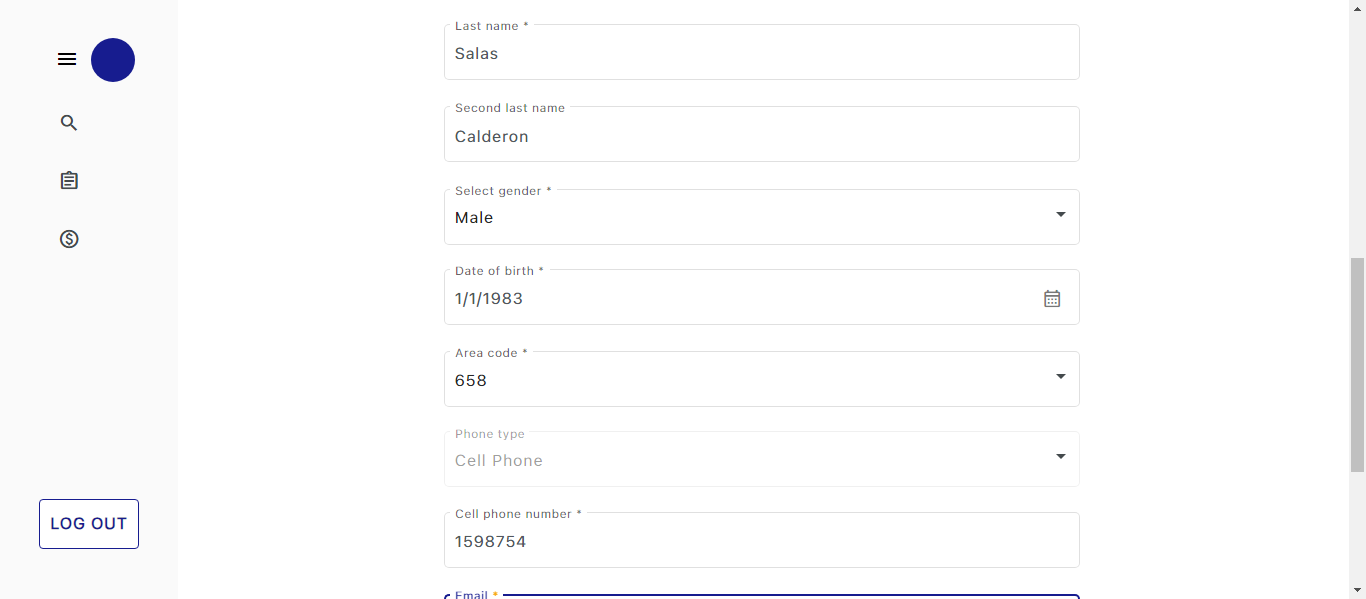 Last name *
Salas
Second last name
Calderon
Select gender *
Male
Date of birth *
1/1/1983
Area code *
658
Phone type
Cell Phone
Cell phone number *
1598754
Email *
LOG OUT